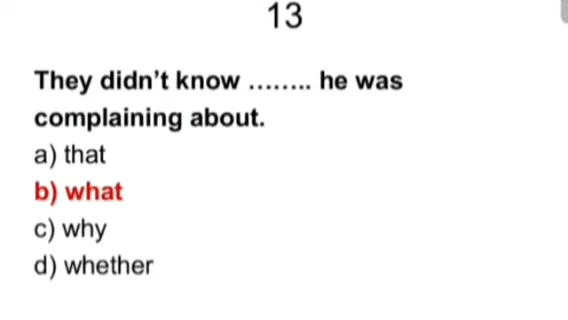 13
They didn't know ........ he was
complaining about.
a) that
b) what
c) why
d) whether